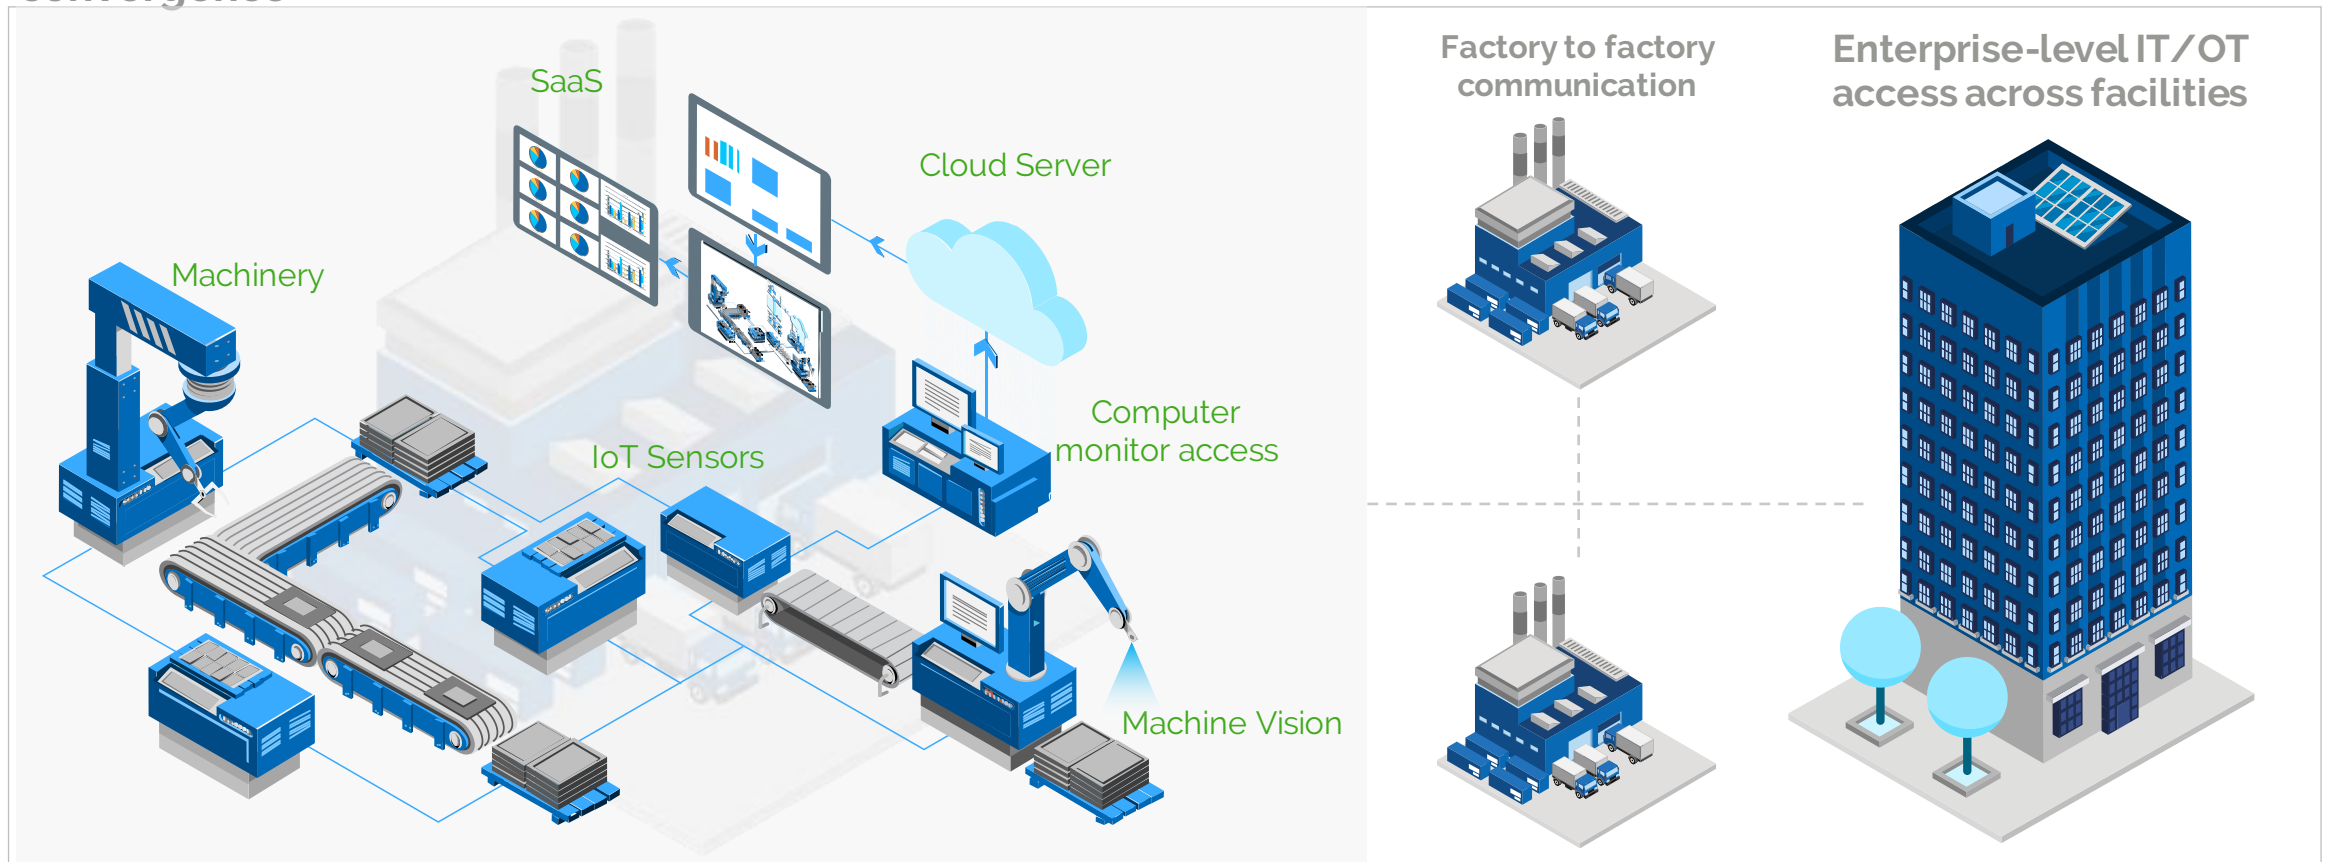 convergence
SaaS
Cloud Server
Machinery
IoT Sensors
Computer
monitor access
Machine Vision
Factory to factory
communication
Enterprise-level IT/OT
access across facilities